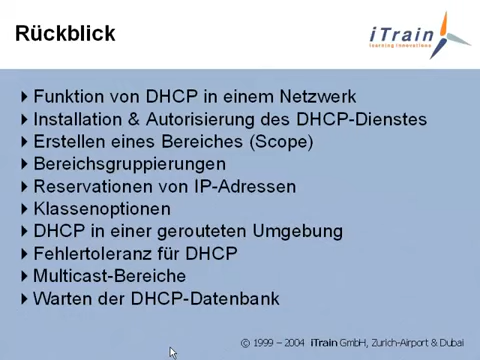 Rückblick
iTrain
learning innovations
Funktion von DHCP in einem Netzwerk
Installation & Autorisierung des DHCP-Dienstes
Erstellen eines Bereiches (Scope)
Bereichsgruppierungen
Reservationen von IP-Adressen
Klassenoptionen
DHCP in einer gerouteten Umgebung
Fehlertoleranz für DHCP
Multicast-Bereiche
Warten der DHCP-Datenbank
© 1999 – 2004 iTrain GmbH, Zurich-Airport & Dubai